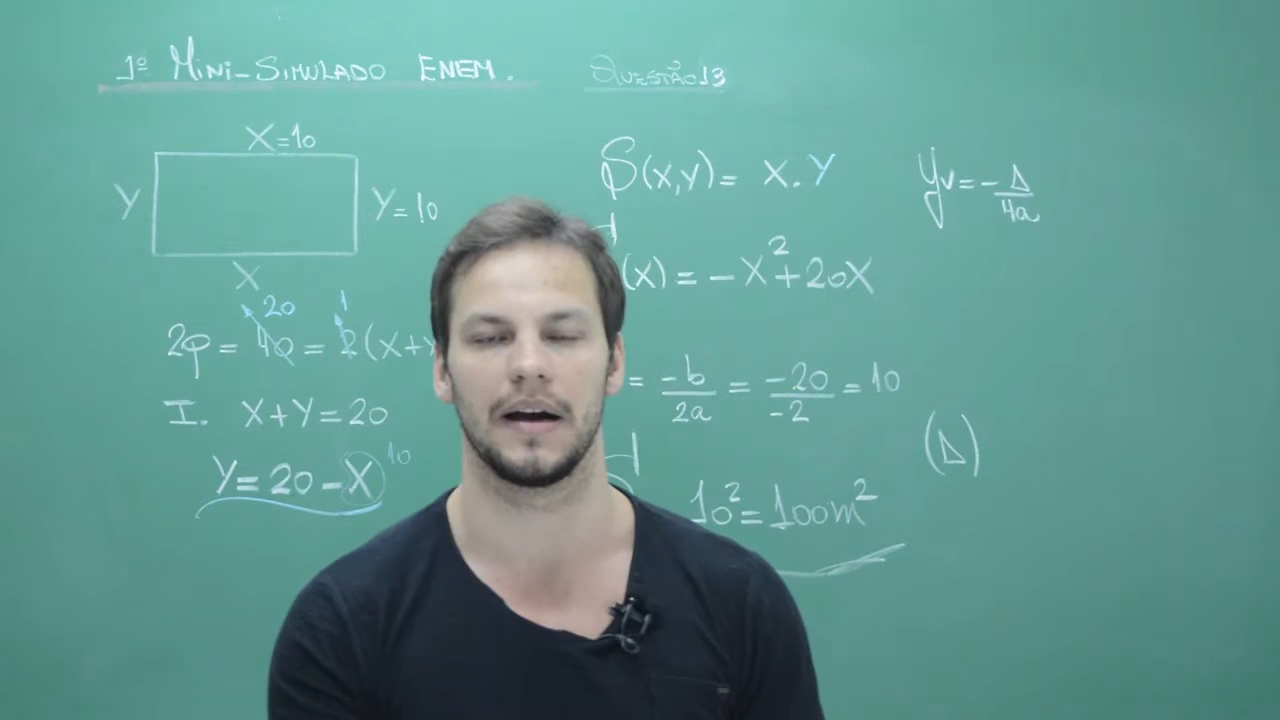 1º MINI-SIMULADO ENEM. QUESTÃO 13
X=10
Y
Y=10
X
20 1
2p = 40 = 2(x+y
I. X+Y=20
Y=20-X 10
S(X,Y)= X.Y
(X)=-X²+20X
= -b/2a = -20/-2 = 10
10²=100m²
Yv=-Δ/4a
(Δ)